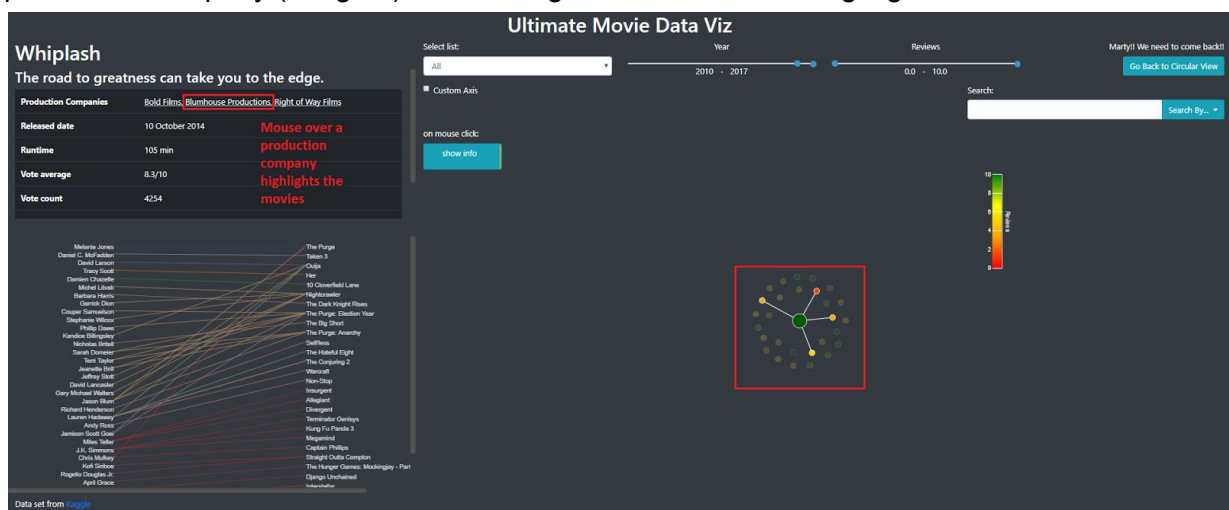 Ultimate Movie Data Viz
Whiplash
The road to greatness can take you to the edge.
Production Companies Bold Films, Blumhouse Productions, Right of Way Films
Released date 10 October 2014
Runtime 105 min
Vote average 8.3/10
Vote count 4254
Mouse over a
production
company
highlights the
movies
Select list:
All
Custom Axis
on mouse click:
show info
Year
2010 - 2017
Reviews
0.0 - 10.0
Marty!! We need to come back!!
Go Back to Circular View
Search:
Search By...
10
8
6
4
2
0
Reviews
Melanie Jones
Daniel C. McFadden
David Larson
Tracy Scott
Damien Chazelle
Michel Litvak
Barbara Harris
Garrick Dion
Couper Samuelson
Stephanie Wilcox
Phillip Dawe
Kandice Billingsley
Nicholas Britell
Sarah Domeier
Terri Taylor
Jeanette Brill
Jeffrey Stott
David Lancaster
Gary Michael Walters
Jason Blum
Richard Henderson
Lauren Hadaway
Andy Ross
Jamison Scott Goei
Miles Teller
J.K. Simmons
Chris Mulkey
Kofi Siriboe
Rogelio Douglas Jr.
April Grace
The Purge
Taken 3
Ouija
Her
10 Cloverfield Lane
Nightcrawler
The Dark Knight Rises
The Purge: Election Year
The Big Short
The Purge: Anarchy
Self/less
The Hateful Eight
The Conjuring 2
Warcraft
Non-Stop
Insurgent
Allegiant
Divergent
Terminator Genisys
Kung Fu Panda 3
Megamind
Captain Phillips
Straight Outta Compton
The Hunger Games: Mockingjay - Part
Django Unchained
Interstellar
Data set from Kaggle